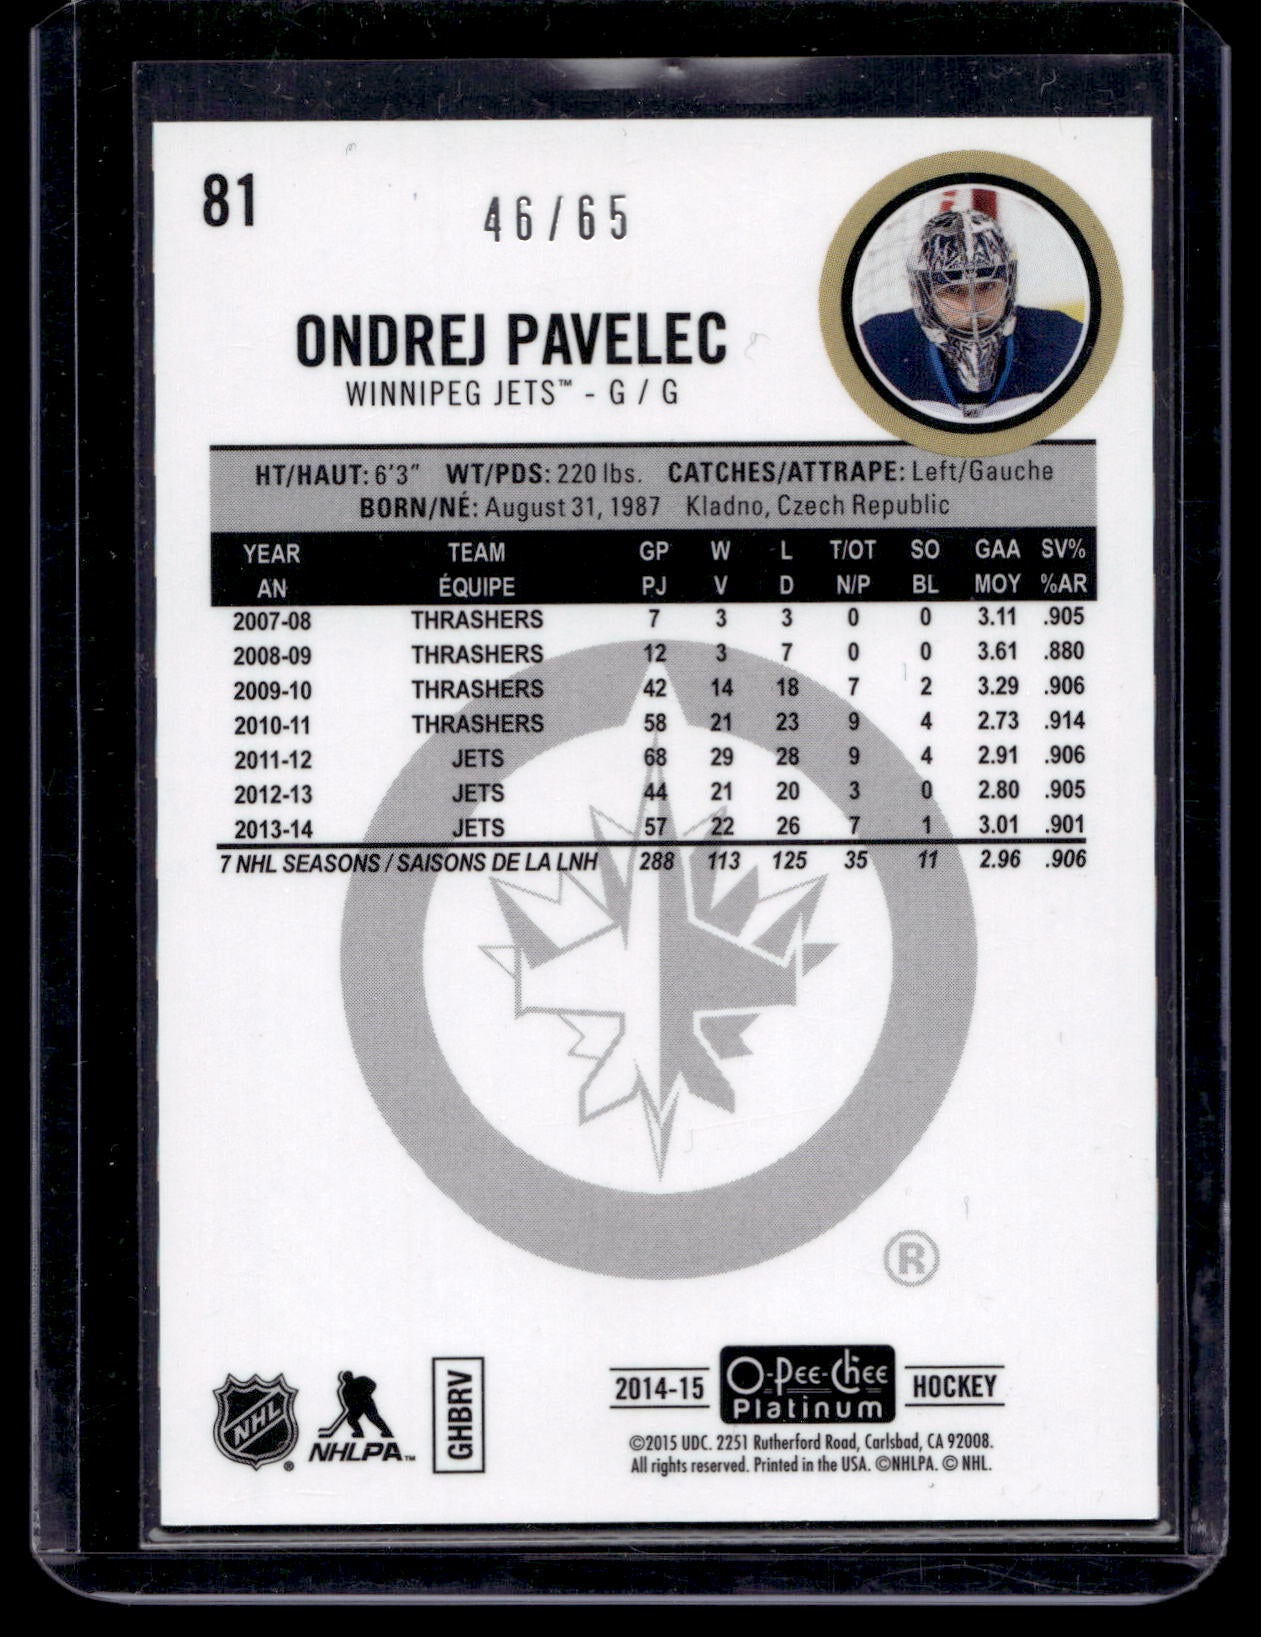 81
46/65
ONDREJ PAVELEC
WINNIPEG JETS™ - G / G
HT/HAUT: 6'3" WT/PDS: 220 lbs. CATCHES/ATTRAPE: Left/Gauche
BORN/NÉ: August 31, 1987 Kladno, Czech Republic
YEAR TEAM GP W L T/OT SO GAA SV%
AN ÉQUIPE PJ V D N/P BL MOY %AR
2007-08 THRASHERS 7 3 3 0 0 3.11 .905
2008-09 THRASHERS 12 3 7 0 0 3.61 .880
2009-10 THRASHERS 42 14 18 7 2 3.29 .906
2010-11 THRASHERS 58 21 23 9 4 2.73 .914
2011-12 JETS 68 29 28 9 4 2.91 .906
2012-13 JETS 44 21 20 3 0 2.80 .905
2013-14 JETS 57 22 26 7 1 3.01 .901
7 NHL SEASONS / SAISONS DE LA LNH 288 113 125 35 11 2.96 .906
®
NHL ® NHLPA™ GHBRV
2014-15 O-Pee-Chee Platinum HOCKEY
©2015 UDC. 2251 Rutherford Road, Carlsbad, CA 92008.
All rights reserved. Printed in the USA. ©NHLPA. © NHL.